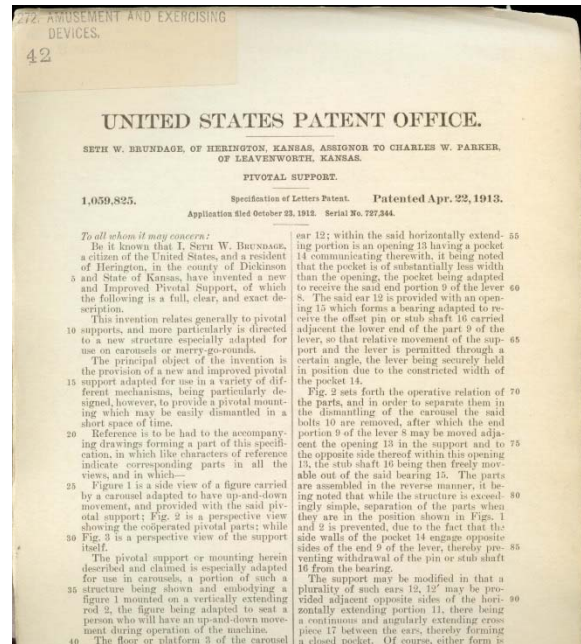 272. AMUSEMENT AND EXERCISING
DEVICES.
42
UNITED STATES PATENT OFFICE.
SETH W. BRUNDAGE, OF HERINGTON, KANSAS, ASSIGNOR TO CHARLES W. PARKER,
OF LEAVENWORTH, KANSAS.
PIVOTAL SUPPORT.
1,059,825. Specification of Letters Patent. Patented Apr. 22, 1913.
Application filed October 23, 1912. Serial No. 727,344.
To all whom it may concern:
Be it known that I, SETH W. BRUNDAGE,
a citizen of the United States, and a resident
of Herington, in the county of Dickinson
5 and State of Kansas, have invented a new
and Improved Pivotal Support, of which
the following is a full, clear, and exact de-
scription.
This invention relates generally to pivotal
10 supports, and more particularly is directed
to a new structure especially adapted for
use on carousels or merry-go-rounds.
The principal object of the invention is
the provision of a new and improved pivotal
15 support adapted for use in a variety of dif-
ferent mechanisms, being particularly de-
signed, however, to provide a pivotal mount-
ing which may be easily dismantled in a
short space of time.
20 Reference is to be had to the accompany-
ing drawings forming a part of this specifi-
cation, in which like characters of reference
indicate corresponding parts in all the
views, and in which—
25 Figure 1 is a side view of a figure carried
by a carousel adapted to have up-and-down
movement, and provided with the said piv-
otal support; Fig. 2 is a perspective view
showing the coöperated pivotal parts; while
30 Fig. 3 is a perspective view of the support
itself.
The pivotal support or mounting herein
described and claimed is especially adapted
for use in carousels, a portion of such a
35 structure being shown and embodying a
figure 1 mounted on a vertically extending
rod 2, the figure being adapted to seat a
person who will have an up-and-down move-
ment during operation of the machine.
40 The floor or platform 3 of the carousel
ear 12; within the said horizontally extend- 55
ing portion is an opening 13 having a pocket
14 communicating therewith, it being noted
that the pocket is of substantially less width
than the opening, the pocket being adapted
to receive the said end portion 9 of the lever 60
8. The said ear 12 is provided with an open-
ing 15 which forms a bearing adapted to re-
ceive the offset pin or stub shaft 16 carried
adjacent the lower end of the part 9 of the
lever, so that relative movement of the sup- 65
port and the lever is permitted through a
certain angle, the lever being securely held
in position due to the constricted width of
the pocket 14.
Fig. 2 sets forth the operative relation of 70
the parts, and in order to separate them in
the dismantling of the carousel the said
bolts 10 are removed, after which the end
portion 9 of the lever 8 may be moved adja-
cent the opening 13 in the support and to 75
the opposite side thereof within this opening
13, the stub shaft 16 being then freely mov-
able out of the said bearing 15. The parts
are assembled in the reverse manner, it be-
ing noted that while the structure is exceed- 80
ingly simple, separation of the parts when
they are in the position shown in Figs. 1
and 2 is prevented, due to the fact that the
side walls of the pocket 14 engage opposite
sides of the end 9 of the lever, thereby pre- 85
venting withdrawal of the pin or stub shaft
16 from the bearing.
The support may be modified in that a
plurality of such ears 12, 12' may be pro-
vided adjacent opposite sides of the hori- 90
zontally extending portion 11, there being
a continuous and angularly extending cross
piece 17 between the ears, thereby forming
a closed pocket. Of course, either form is